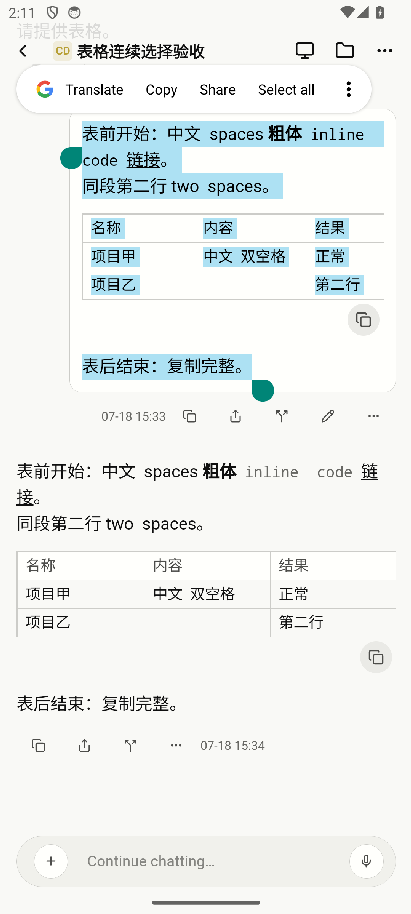 2:11
请提供表格。
CD 表格连续选择验收
Translate Copy Share Select all
表前开始：中文 spaces 粗体 inline
code 链接。
同段第二行 two spaces。
名称 内容 结果
项目甲 中文 双空格 正常
项目乙 第二行
表后结束：复制完整。
07-18 15:33
表前开始：中文 spaces 粗体 inline code 链
接。
同段第二行 two spaces。
名称 内容 结果
项目甲 中文 双空格 正常
项目乙 第二行
表后结束：复制完整。
07-18 15:34
Continue chatting...